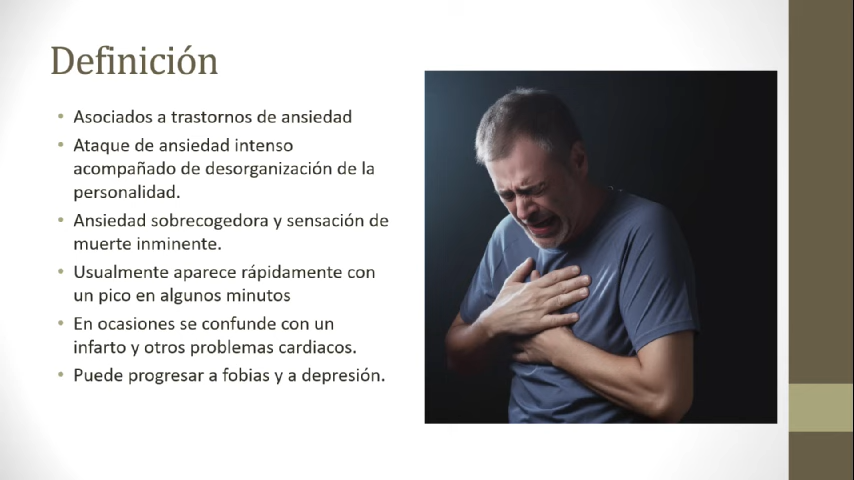 Definición
• Asociados a trastornos de ansiedad
• Ataque de ansiedad intenso
acompañado de desorganización de la
personalidad.
• Ansiedad sobrecogedora y sensación de
muerte inminente.
• Usualmente aparece rápidamente con
un pico en algunos minutos
• En ocasiones se confunde con un
infarto y otros problemas cardiacos.
• Puede progresar a fobias y a depresión.